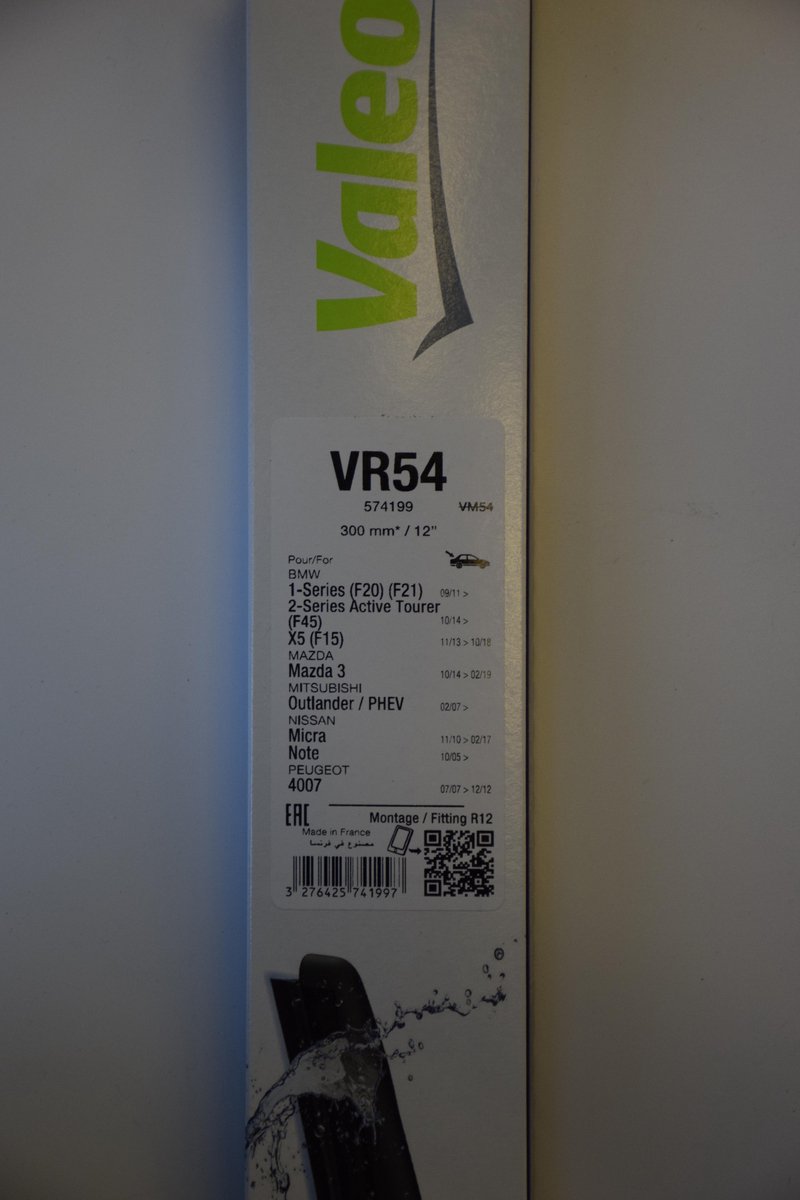 Valeo
VR54
574199 VM54
300 mm* / 12"
Pour/For
BMW
1-Series (F20) (F21) 09/11 >
2-Series Active Tourer
(F45) 10/14 >
X5 (F15) 11/13 > 10/18
MAZDA
Mazda 3 10/14 > 02/19
MITSUBISHI
Outlander / PHEV 02/07 >
NISSAN
Micra 11/10 > 02/17
Note 10/05 >
PEUGEOT
4007 07/07 > 12/12
EAC Montage / Fitting R12
Made in France
مصنوع في فرنسا
3 276425 741997